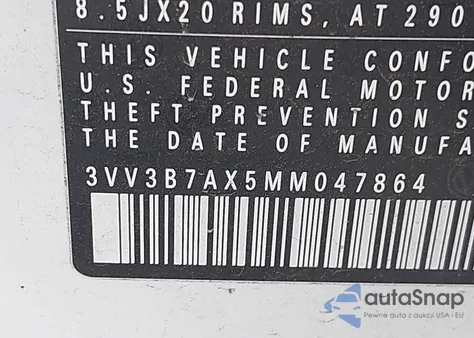 8.5JX20 RIMS, AT 290
THIS VEHICLE CONFO
U.S. FEDERAL MOTOR
THEFT PREVENTION S
THE DATE OF MANUFA
3VV3B7AX5MM047864
autoSnap
Pewne auta z aukcji USA i EU